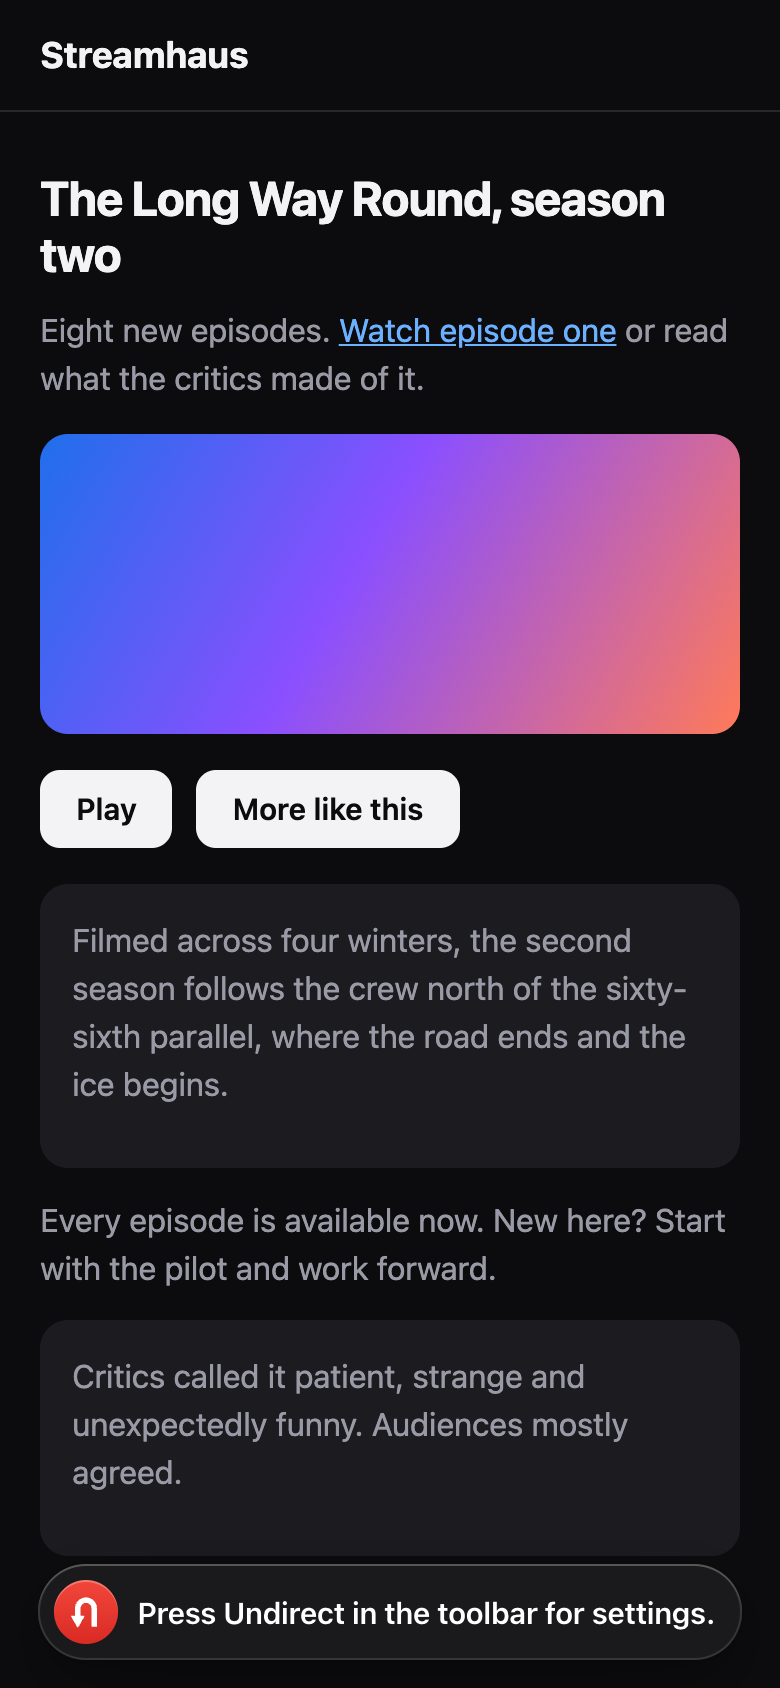 Streamhaus
The Long Way Round, season
two
Eight new episodes. Watch episode one or read
what the critics made of it.
Play
More like this
Filmed across four winters, the second
season follows the crew north of the sixty-
sixth parallel, where the road ends and the
ice begins.
Every episode is available now. New here? Start
with the pilot and work forward.
Critics called it patient, strange and
unexpectedly funny. Audiences mostly
agreed.
Press Undirect in the toolbar for settings.